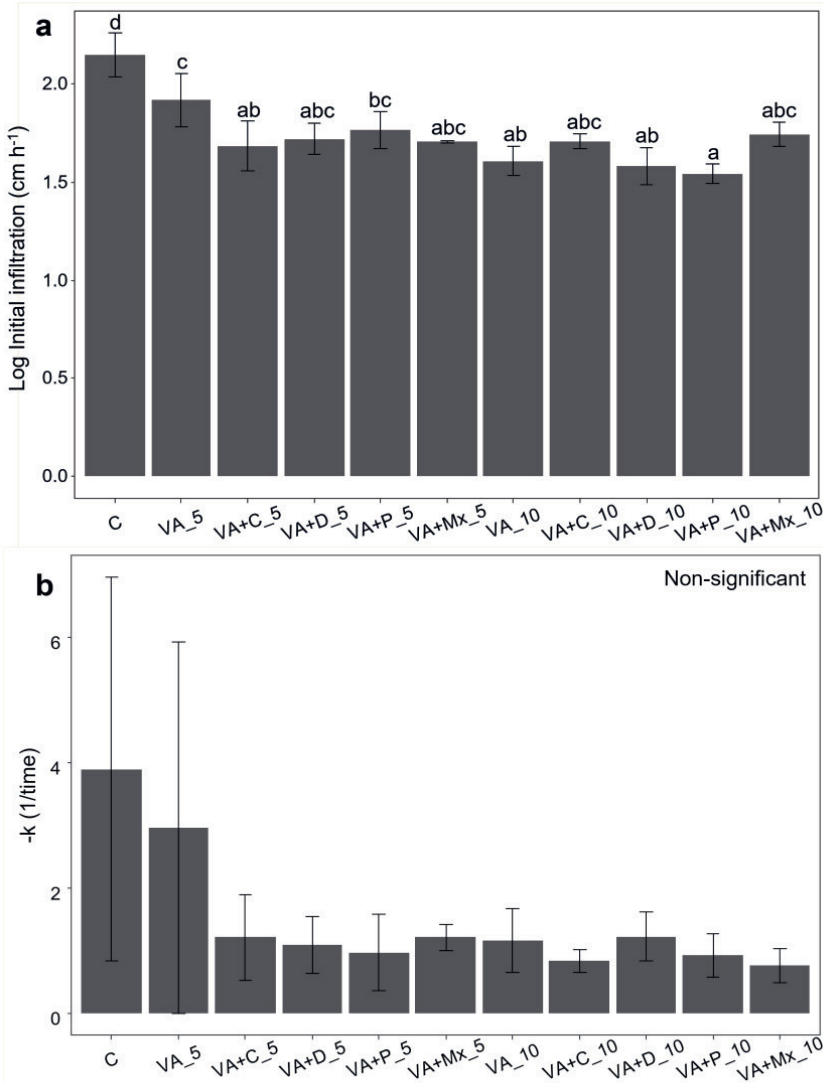 a
Log Initial infiltration (cm h⁻¹)
2.0
1.5
1.0
0.5
0.0
d
c
ab
abc
bc
abc
ab
abc
ab
a
abc
C
VA_5
VA+C_5
VA+D_5
VA+P_5
VA+Mx_5
VA_10
VA+C_10
VA+D_10
VA+P_10
VA+Mx_10
b
Non-significant
-k (1/time)
6
4
2
0
C
VA_5
VA+C_5
VA+D_5
VA+P_5
VA+Mx_5
VA_10
VA+C_10
VA+D_10
VA+P_10
VA+Mx_10